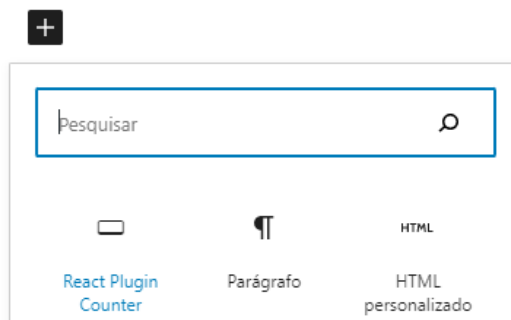 Pesquisar
HTML
React Plugin Parágrafo HTML
Counter personalizado